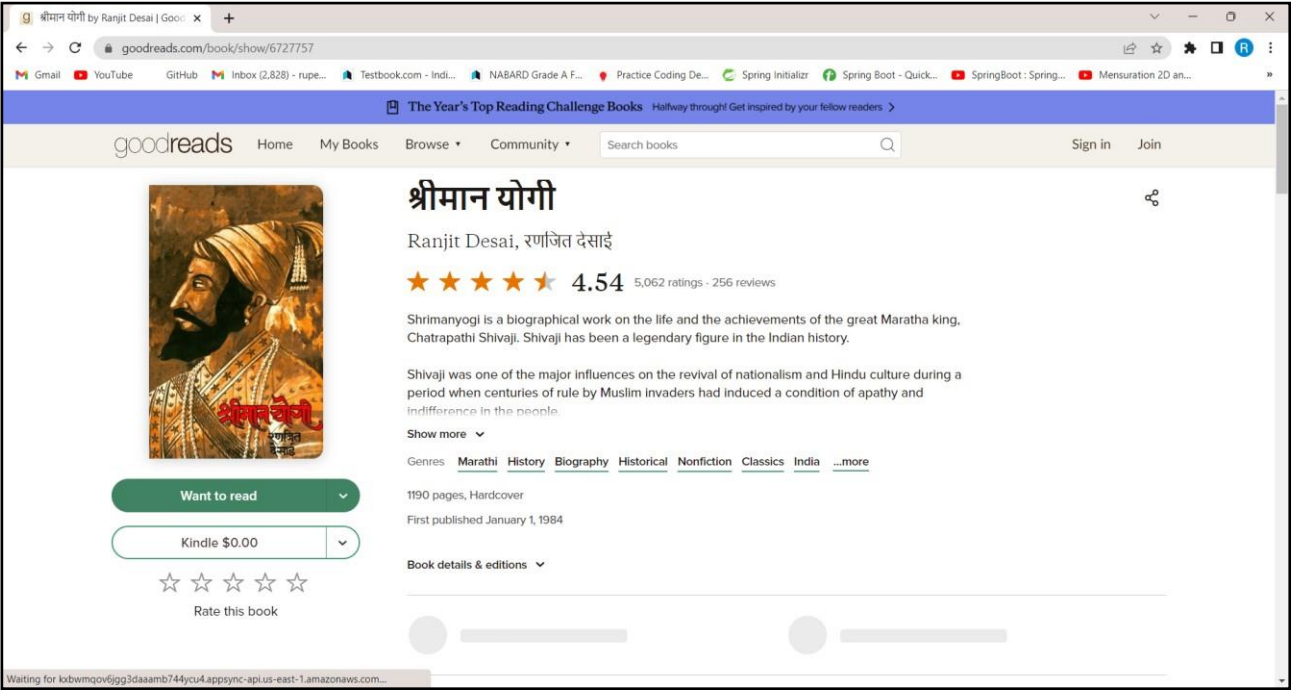 श्रीमान योगी by Ranjit Desai | Good
goodreads.com/book/show/6727757
R
Gmail YouTube GitHub Inbox (2,828) - rupe... Testbook.com - Indi... NABARD Grade A F... Practice Coding De... Spring Initializr Spring Boot - Quick... SpringBoot : Spring... Mensuration 2D an... »
The Year's Top Reading Challenge Books Halfway through! Get inspired by your fellow readers >
goodreads Home My Books Browse Community Search books Sign in Join
श्रीमान योगी
रणजित
देसाई
Want to read
Kindle $0.00
Rate this book
श्रीमान योगी
Ranjit Desai, रणजित देसाई
4.54 5,062 ratings · 256 reviews
Shrimanyogi is a biographical work on the life and the achievements of the great Maratha king,
Chatrapathi Shivaji. Shivaji has been a legendary figure in the Indian history.
Shivaji was one of the major influences on the revival of nationalism and Hindu culture during a
period when centuries of rule by Muslim invaders had induced a condition of apathy and
indifference in the people.
Show more
Genres Marathi History Biography Historical Nonfiction Classics India ...more
1190 pages, Hardcover
First published January 1, 1984
Book details & editions
Waiting for kxbwmqov6jgg3daaamb744ycu4.appsync-api.us-east-1.amazonaws.com...